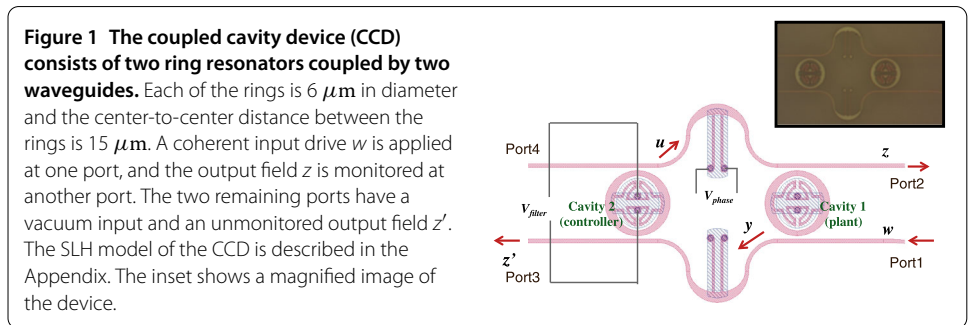 Figure 1 The coupled cavity device (CCD)
consists of two ring resonators coupled by two
waveguides. Each of the rings is 6 μm in diameter
and the center-to-center distance between the
rings is 15 μm. A coherent input drive w is applied
at one port, and the output field z is monitored at
another port. The two remaining ports have a
vacuum input and an unmonitored output field z′.
The SLH model of the CCD is described in the
Appendix. The inset shows a magnified image of
the device.
Port4
u
z
Port2
V_filter
Cavity 2
(controller)
V_phase
Cavity 1
(plant)
y
w
z'
Port3
Port1